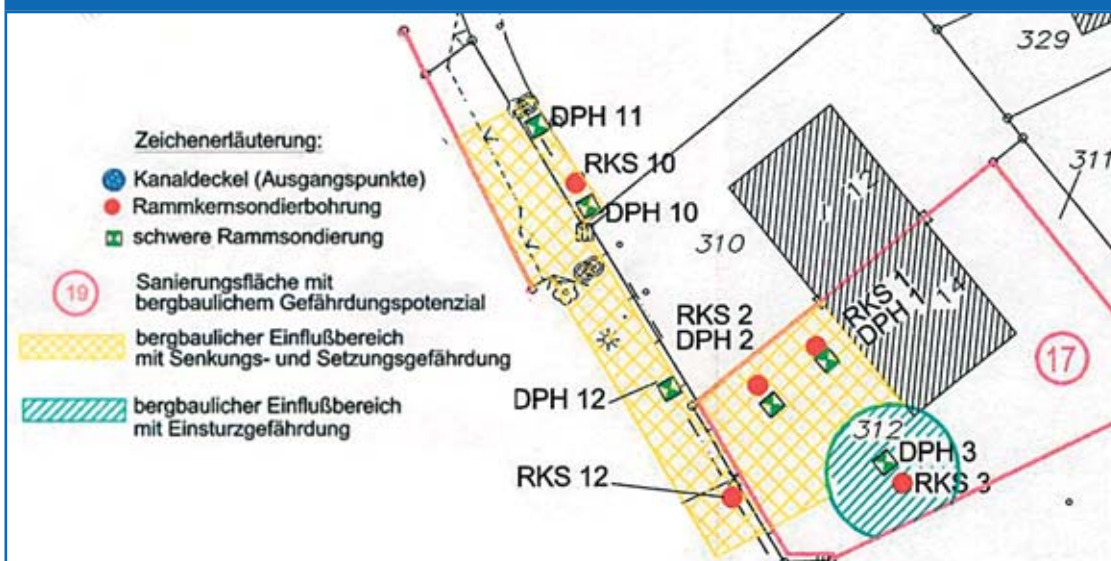 Zeichenerläuterung:
Kanaldeckel (Ausgangspunkte)
Rammkernsondierbohrung
schwere Rammsondierung
19
Sanierungsfläche mit
bergbaulichem Gefährdungspotenzial
bergbaulicher Einflußbereich
mit Senkungs- und Setzungsgefährdung
bergbaulicher Einflußbereich
mit Einsturzgefährdung
DPH 11
RKS 10
DPH 10
310
329
311
12
14
RKS 1
DPH 1
RKS 2
DPH 2
17
DPH 12
312
DPH 3
RKS 3
RKS 12